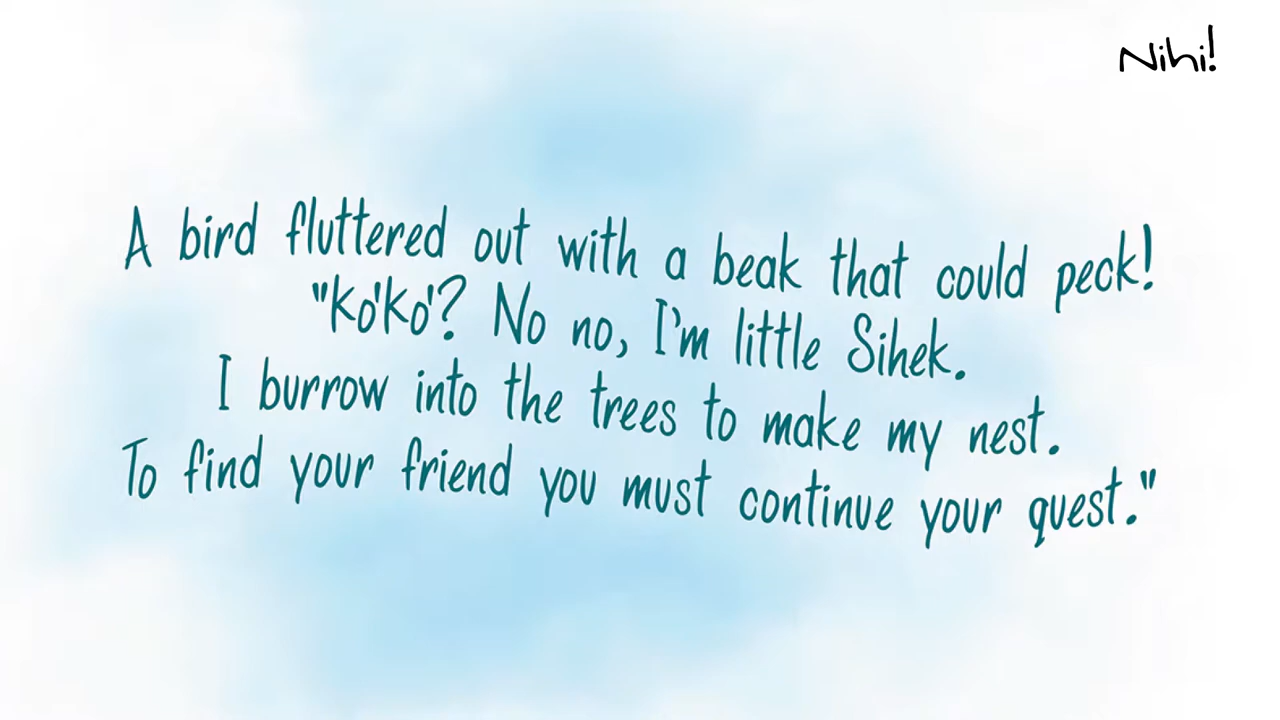 Nihi!
A bird fluttered out with a beak that could peck!
"Ko'Ko'? No no, I'm little Sihek.
I burrow into the trees to make my nest.
To find your friend you must continue your quest."